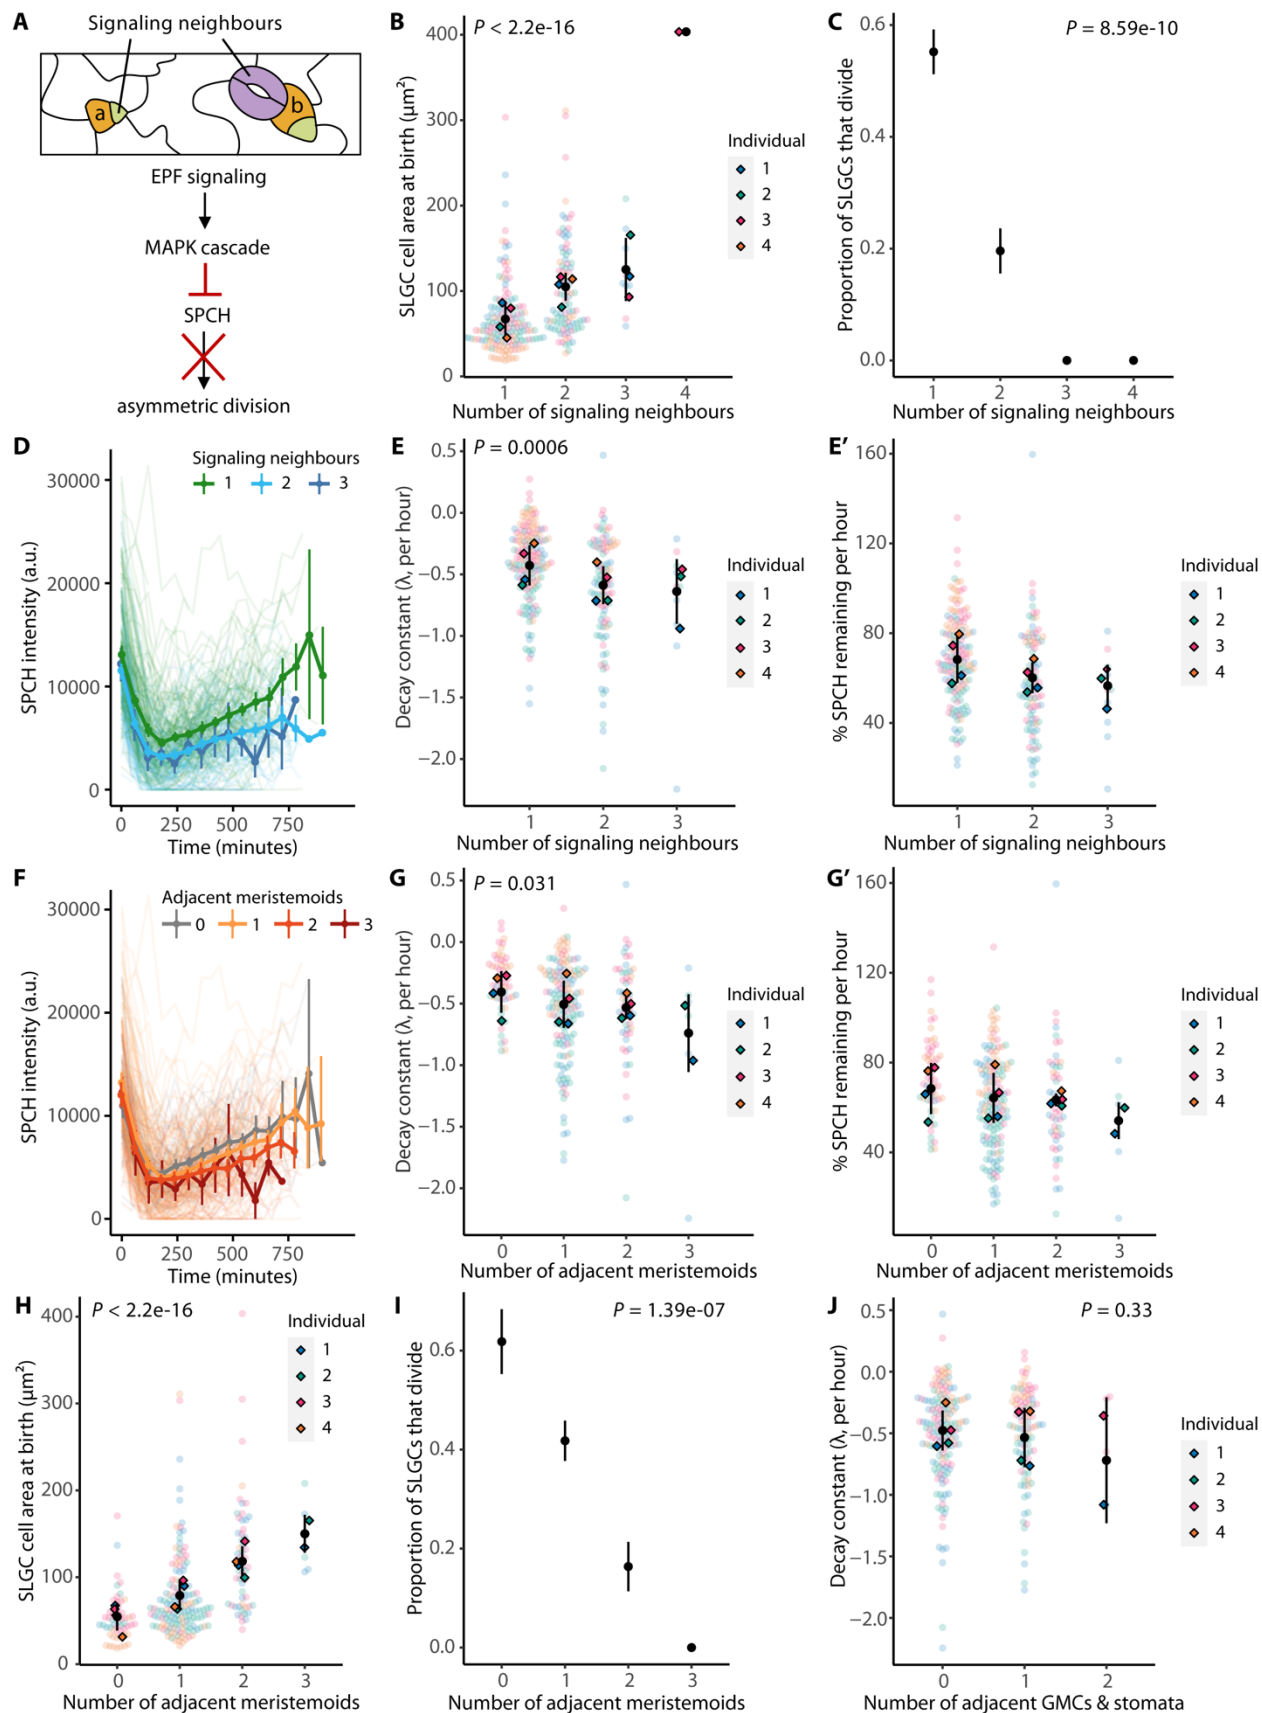 A
Signaling neighbours
a
b
EPF signaling
MAPK cascade
SPCH
asymmetric division
B
P < 2.2e-16
SLGC cell area at birth (µm²)
400
300
200
100
0
1 2 3 4
Number of signaling neighbours
Individual
1
2
3
4
C
P = 8.59e-10
Proportion of SLGCs that divide
0.6
0.4
0.2
0.0
1 2 3 4
Number of signaling neighbours
D
Signaling neighbours
1 2 3
SPCH intensity (a.u.)
30000
20000
10000
0
0 250 500 750
Time (minutes)
E
P = 0.0006
Decay constant (λ, per hour)
0.5
0.0
−0.5
−1.0
−1.5
−2.0
1 2 3
Number of signaling neighbours
Individual
1
2
3
4
E’
% SPCH remaining per hour
160
120
80
40
1 2 3
Number of signaling neighbours
Individual
1
2
3
4
F
Adjacent meristemoids
0 1 2 3
SPCH intensity (a.u.)
30000
20000
10000
0
0 250 500 750
Time (minutes)
G
P = 0.031
Decay constant (λ, per hour)
0.5
0.0
−0.5
−1.0
−1.5
−2.0
0 1 2 3
Number of adjacent meristemoids
Individual
1
2
3
4
G’
% SPCH remaining per hour
160
120
80
40
0 1 2 3
Number of adjacent meristemoids
Individual
1
2
3
4
H
P < 2.2e-16
SLGC cell area at birth (µm²)
400
300
200
100
0
0 1 2 3
Number of adjacent meristemoids
Individual
1
2
3
4
I
P = 1.39e-07
Proportion of SLGCs that divide
0.6
0.4
0.2
0.0
0 1 2 3
Number of adjacent meristemoids
J
P = 0.33
Decay constant (λ, per hour)
0.5
0.0
−0.5
−1.0
−1.5
−2.0
0 1 2
Number of adjacent GMCs & stomata
Individual
1
2
3
4